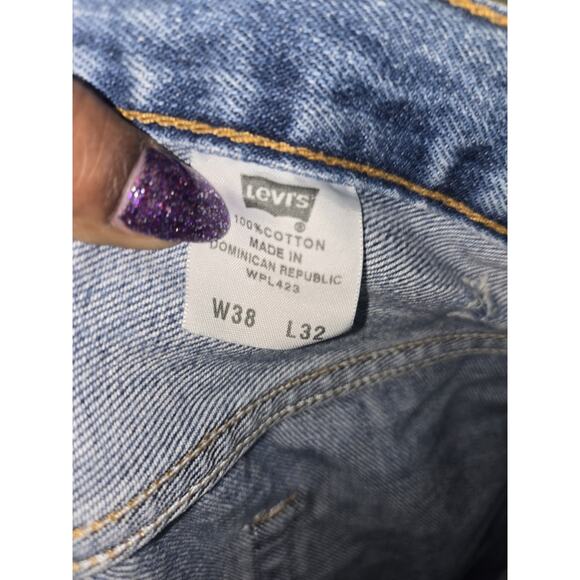 Levi's
®
100% COTTON
MADE IN
DOMINICAN REPUBLIC
WPL423
W38 L32